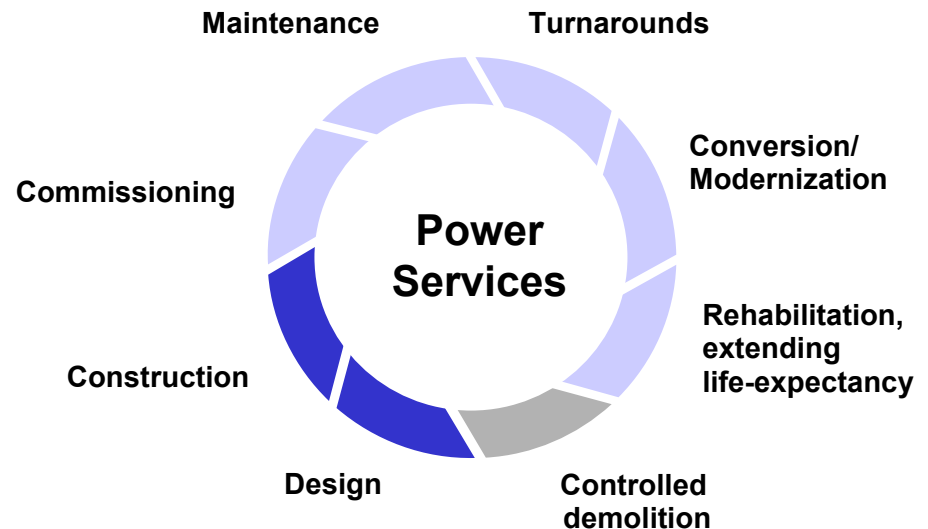 Maintenance
Turnarounds
Conversion/
Modernization
Commissioning
Power
Services
Rehabilitation,
extending
life-expectancy
Construction
Design
Controlled
demolition